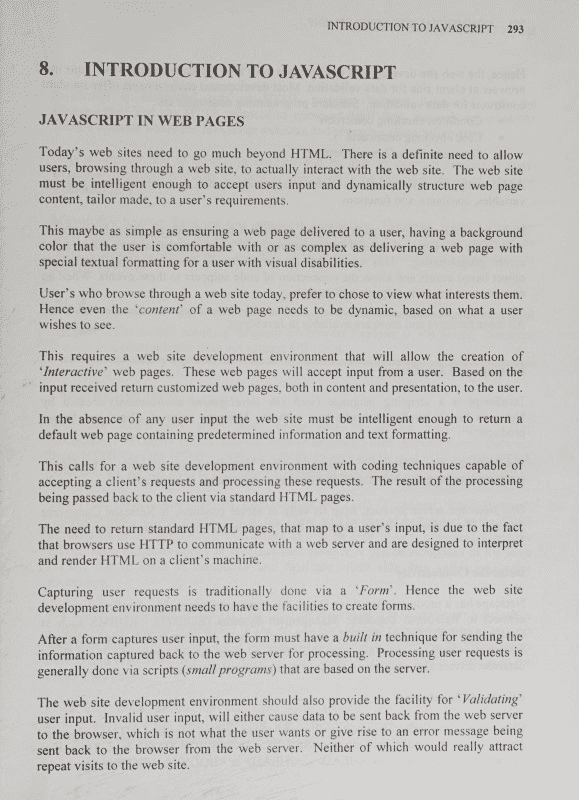 INTRODUCTION TO JAVASCRIPT 293
8. INTRODUCTION TO JAVASCRIPT
JAVASCRIPT IN WEB PAGES
Today's web sites need to go much beyond HTML. There is a definite need to allow
users, browsing through a web site, to actually interact with the web site. The web site
must be intelligent enough to accept users input and dynamically structure web page
content, tailor made, to a user's requirements.
This maybe as simple as ensuring a web page delivered to a user, having a background
color that the user is comfortable with or as complex as delivering a web page with
special textual formatting for a user with visual disabilities.
User's who browse through a web site today, prefer to chose to view what interests them.
Hence even the 'content' of a web page needs to be dynamic, based on what a user
wishes to see.
This requires a web site development environment that will allow the creation of
'Interactive' web pages. These web pages will accept input from a user. Based on the
input received return customized web pages, both in content and presentation, to the user.
In the absence of any user input the web site must be intelligent enough to return a
default web page containing predetermined information and text formatting.
This calls for a web site development environment with coding techniques capable of
accepting a client's requests and processing these requests. The result of the processing
being passed back to the client via standard HTML pages.
The need to return standard HTML pages, that map to a user's input, is due to the fact
that browsers use HTTP to communicate with a web server and are designed to interpret
and render HTML on a client's machine.
Capturing user requests is traditionally done via a 'Form'. Hence the web site
development environment needs to have the facilities to create forms.
After a form captures user input, the form must have a built in technique for sending the
information captured back to the web server for processing. Processing user requests is
generally done via scripts (small programs) that are based on the server.
The web site development environment should also provide the facility for 'Validating'
user input. Invalid user input, will either cause data to be sent back from the web server
to the browser, which is not what the user wants or give rise to an error message being
sent back to the browser from the web server. Neither of which would really attract
repeat visits to the web site.